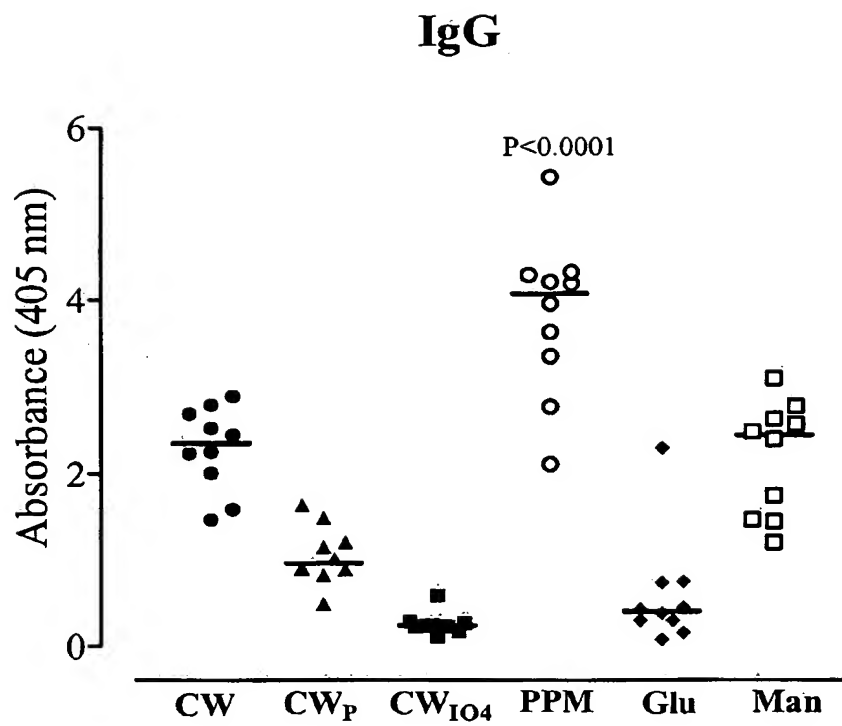 IgG
P<0.0001
Absorbance (405 nm)
6
4
2
0
CW CWP CWIO4 PPM Glu Man